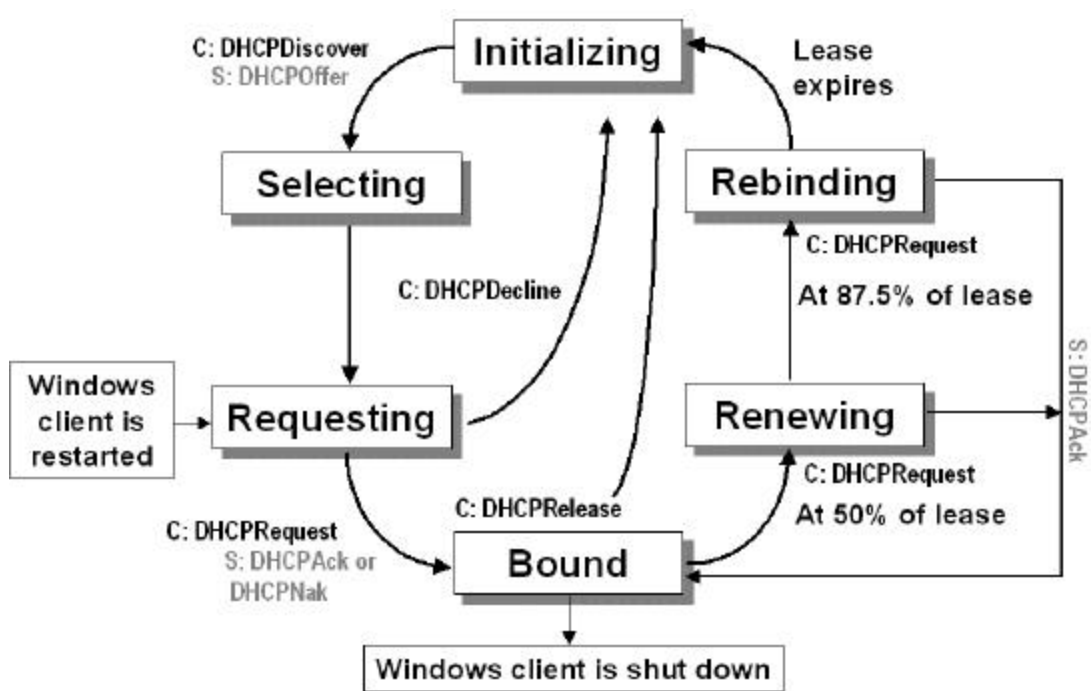 Initializing
C: DHCPDiscover
S: DHCPOffer
Lease
expires
Selecting
Rebinding
C: DHCPRequest
C: DHCPDecline
At 87.5% of lease
Windows
client is
restarted
Requesting
Renewing
S: DHCPAck
C: DHCPRequest
At 50% of lease
C: DHCPRelease
C: DHCPRequest
S: DHCPAck or
DHCPNak
Bound
Windows client is shut down